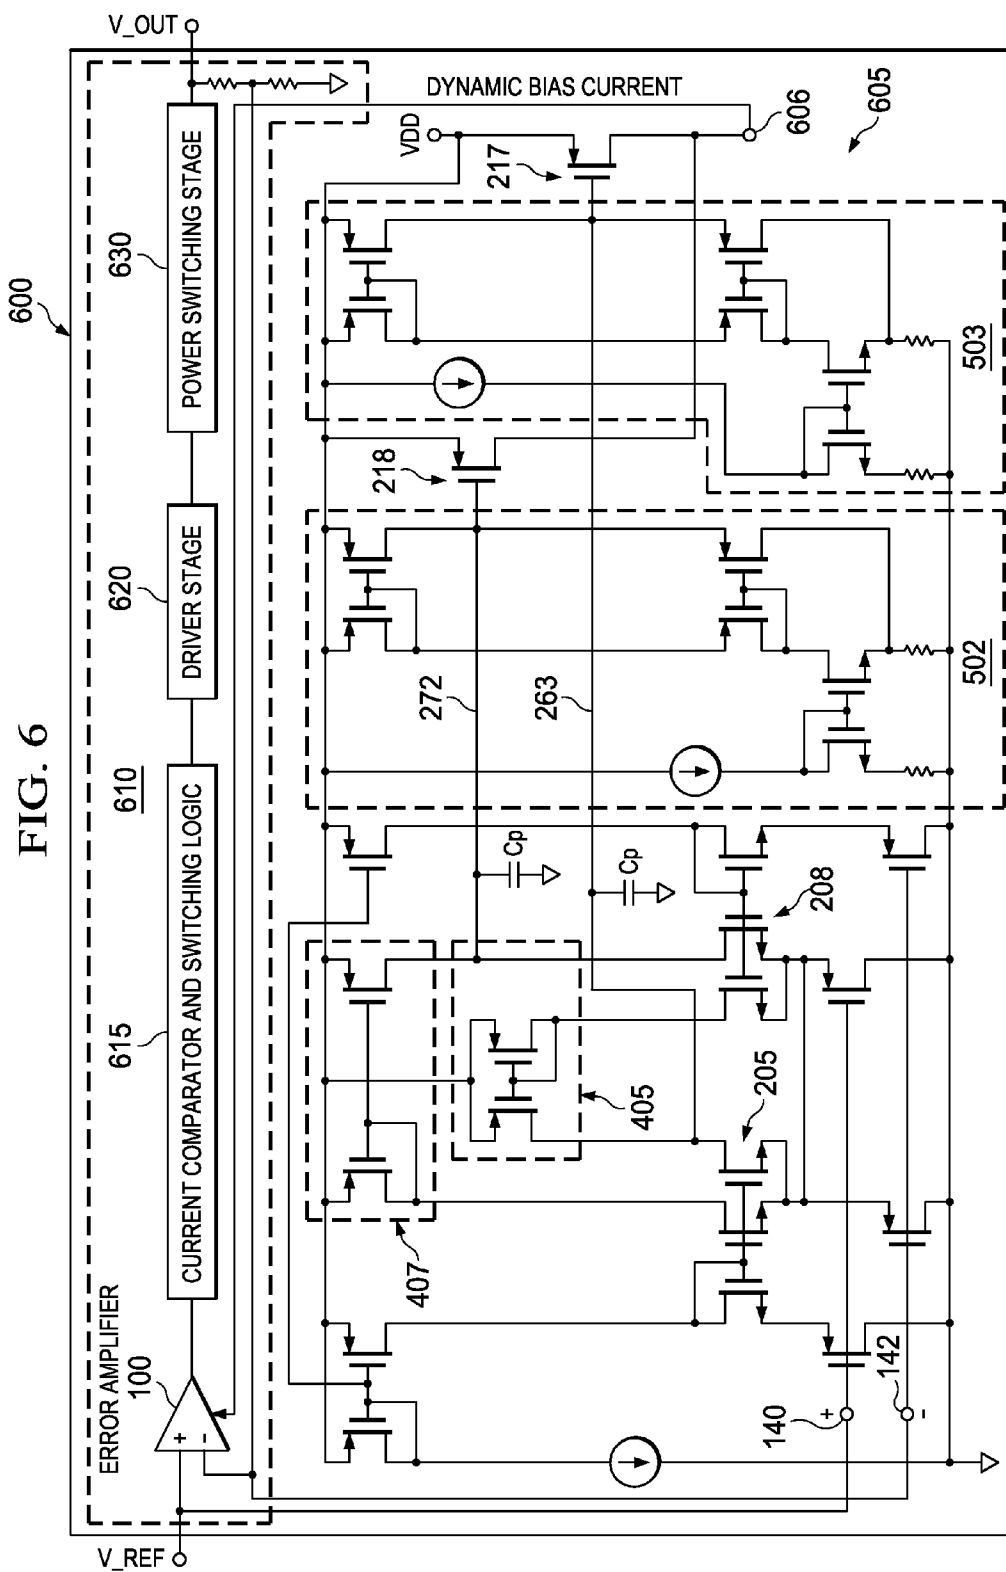 FIG. 6
600
V_REF
V_OUT
ERROR AMPLIFIER
100
+
-
615
CURRENT COMPARATOR AND SWITCHING LOGIC
610
620
DRIVER STAGE
630
POWER SWITCHING STAGE
DYNAMIC BIAS CURRENT
VDD
606
605
217
218
407
405
272
263
Cp
Cp
205
208
502
503
140
+
142
-